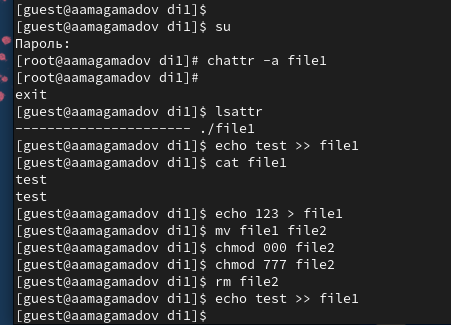 [guest@aamagamadov di1]$
[guest@aamagamadov di1]$ su
Пароль:
[root@aamagamadov di1]# chattr -a file1
[root@aamagamadov di1]#
exit
[guest@aamagamadov di1]$ lsattr
---------------------- ./file1
[guest@aamagamadov di1]$ echo test >> file1
[guest@aamagamadov di1]$ cat file1
test
test
[guest@aamagamadov di1]$ echo 123 > file1
[guest@aamagamadov di1]$ mv file1 file2
[guest@aamagamadov di1]$ chmod 000 file2
[guest@aamagamadov di1]$ chmod 777 file2
[guest@aamagamadov di1]$ rm file2
[guest@aamagamadov di1]$ echo test >> file1
[guest@aamagamadov di1]$